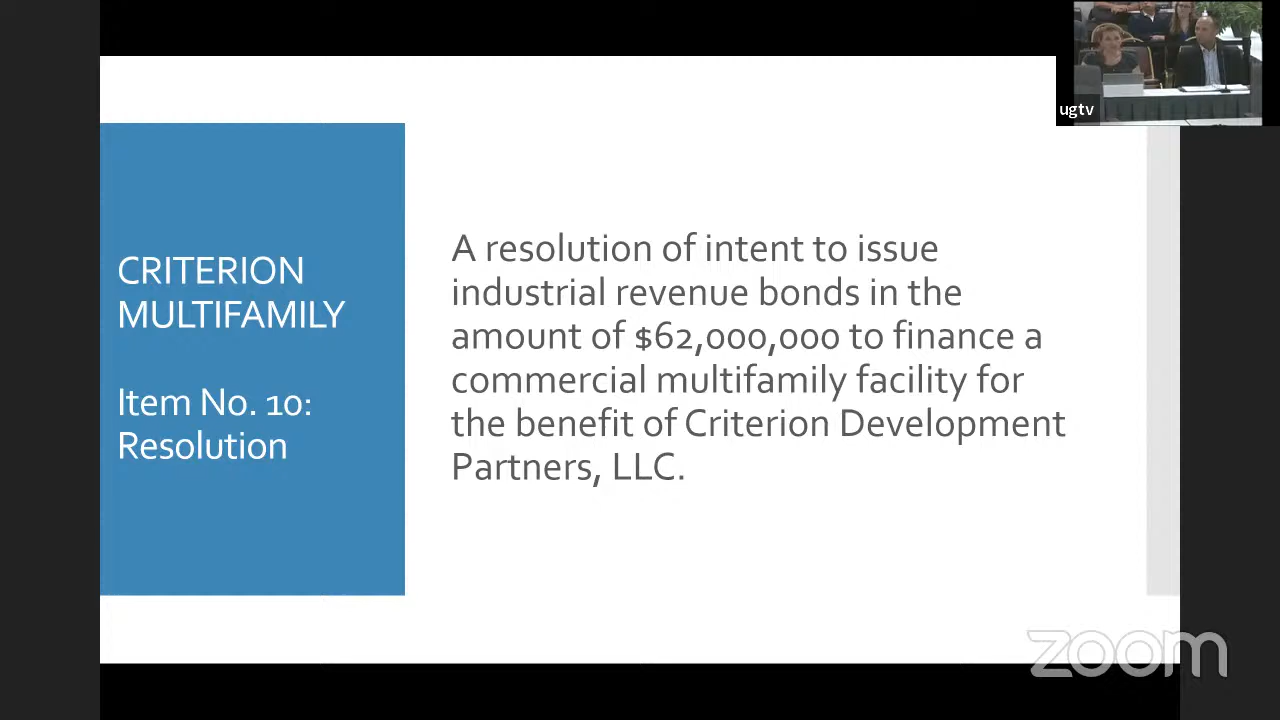 ugtv
CRITERION
MULTIFAMILY
Item No. 10:
Resolution
A resolution of intent to issue
industrial revenue bonds in the
amount of $62,000,000 to finance a
commercial multifamily facility for
the benefit of Criterion Development
Partners, LLC.
zoom